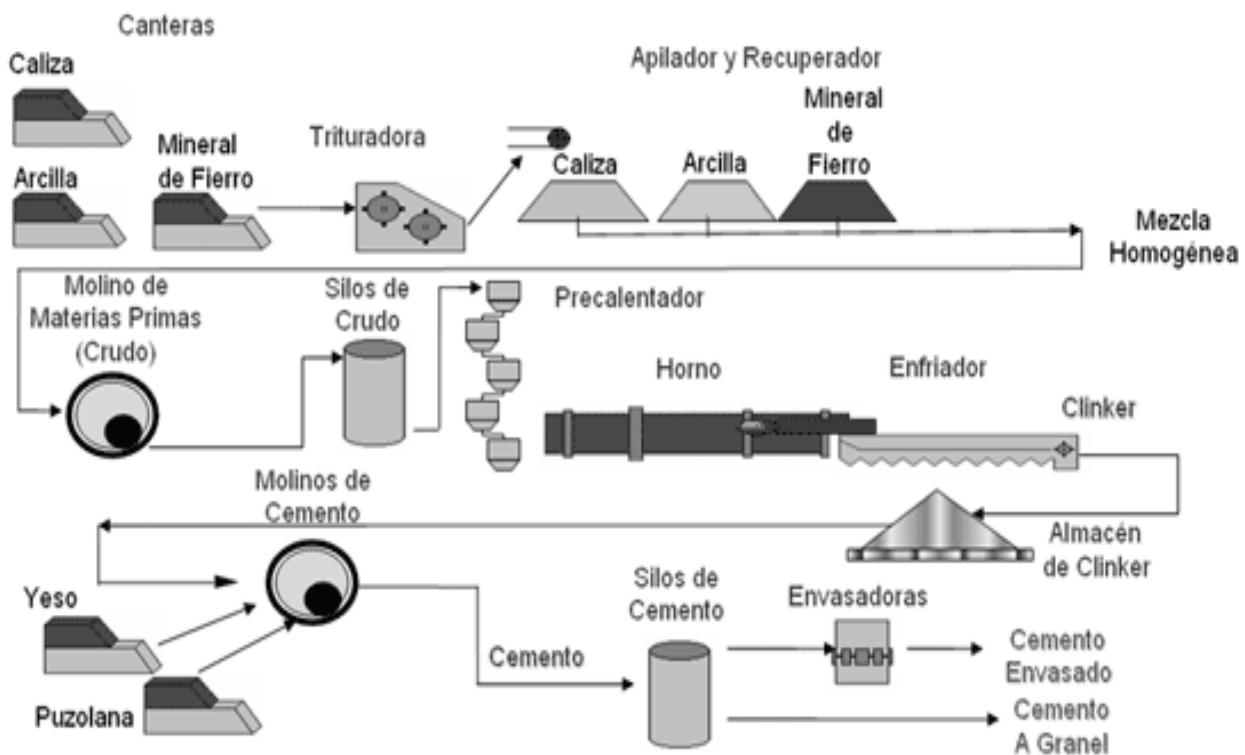 Canteras
Caliza
Apilador y Recuperador
Mineral
de
Fierro
Trituradora
Mineral
de Fierro
Arcilla
Caliza
Arcilla
Mezcla
Homogénea
Molino de
Materias Primas
(Crudo)
Silos de
Crudo
Precalentador
Horno
Enfriador
Clinker
Molinos de
Cemento
Almacén
de Clinker
Yeso
Silos de
Cemento
Envasadoras
Cemento
Puzolana
Cemento
Envasado
Cemento
A Granel